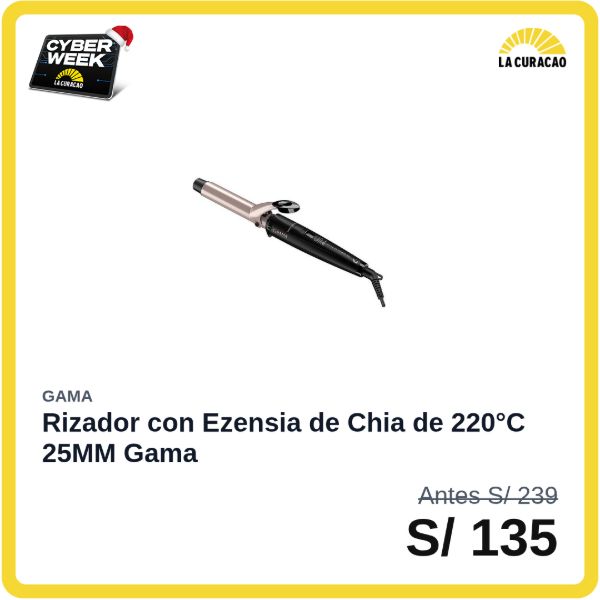 CYBER
WEEK
LA CURACAO
LA CURACAO
GAMA
Rizador con Ezensia de Chia de 220°C
25MM Gama
Antes S/ 239
S/ 135